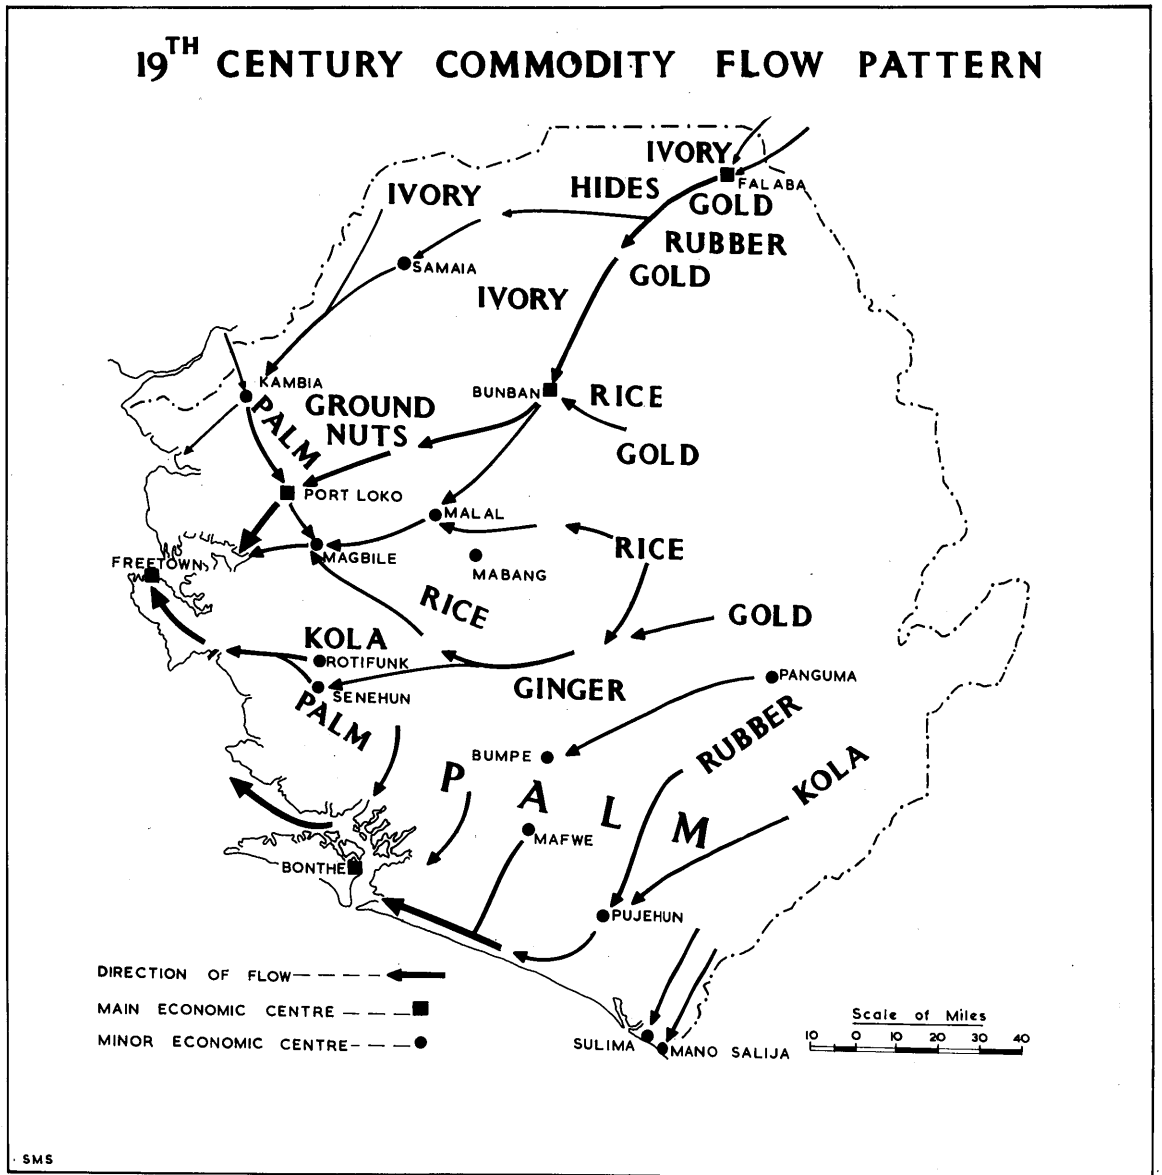 19TH CENTURY COMMODITY FLOW PATTERN
IVORY
FALABA
HIDES
IVORY
GOLD
RUBBER
SAMAIA
GOLD
IVORY
KAMBIA
BUNBAN
RICE
PALM
GROUND
NUTS
GOLD
PORT LOKO
MALAL
RICE
MAGBILE
FREETOWN
MABANG
RICE
GOLD
KOLA
ROTIFUNK
PANGUMA
GINGER
SENEHUN
PALM
RUBBER
BUMPE
KOLA
PALM
MAFWE
BONTHE
PUJEHUN
DIRECTION OF FLOW
MAIN ECONOMIC CENTRE
MINOR ECONOMIC CENTRE
SULIMA
MANO SALIJA
Scale of Miles
10 0 10 20 30 40
SMS